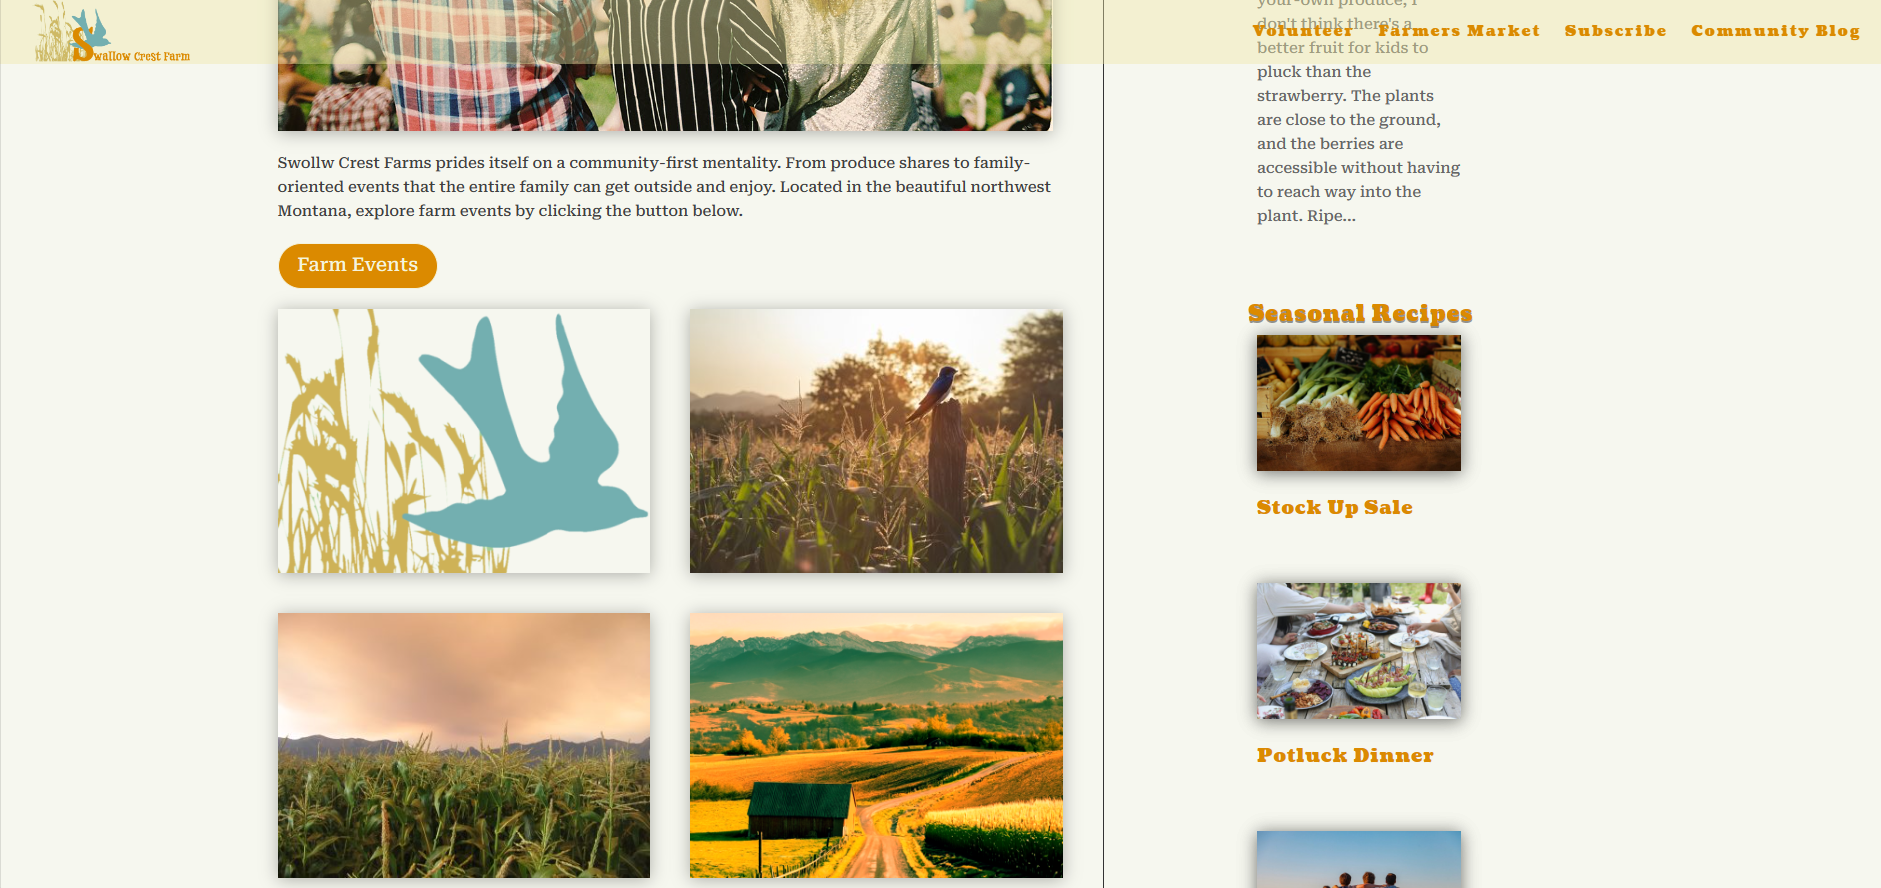 Swallow Crest Farm
Volunteer
Farmers Market
Subscribe
Community Blog
Swollw Crest Farms prides itself on a community-first mentality. From produce shares to family-
oriented events that the entire family can get outside and enjoy. Located in the beautiful northwest
Montana, explore farm events by clicking the button below.
Farm Events
your-own produce, I
don't think there's a
better fruit for kids to
pluck than the
strawberry. The plants
are close to the ground,
and the berries are
accessible without having
to reach way into the
plant. Ripe...
Seasonal Recipes
Stock Up Sale
Potluck Dinner